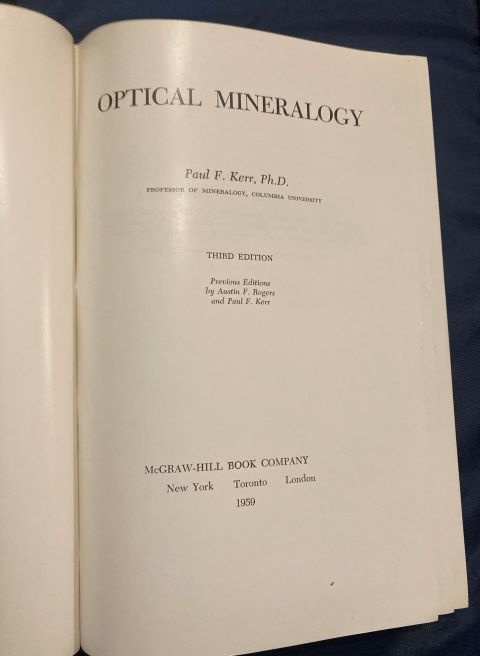 OPTICAL MINERALOGY
Paul F. Kerr, Ph.D.
PROFESSOR OF MINERALOGY, COLUMBIA UNIVERSITY
THIRD EDITION
Previous Editions
by Austin F. Rogers
and Paul F. Kerr
McGRAW-HILL BOOK COMPANY
New York Toronto London
1959